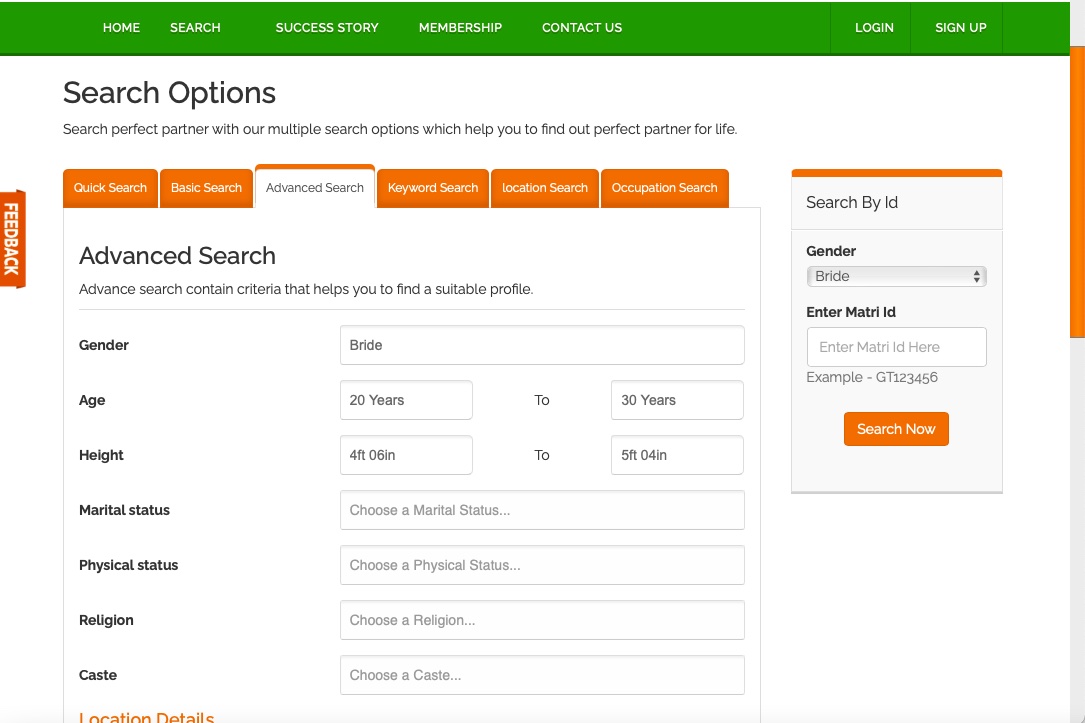 HOME SEARCH SUCCESS STORY MEMBERSHIP CONTACT US LOGIN SIGN UP
Search Options
Search perfect partner with our multiple search options which help you to find out perfect partner for life.
FEEDBACK
Quick Search Basic Search Advanced Search Keyword Search location Search Occupation Search
Advanced Search
Advance search contain criteria that helps you to find a suitable profile.
Gender Bride
Age 20 Years To 30 Years
Height 4ft 06in To 5ft 04in
Marital status Choose a Marital Status...
Physical status Choose a Physical Status...
Religion Choose a Religion...
Caste Choose a Caste...
Location Details
Search By Id
Gender
Bride
Enter Matri Id
Enter Matri Id Here
Example - GT123456
Search Now